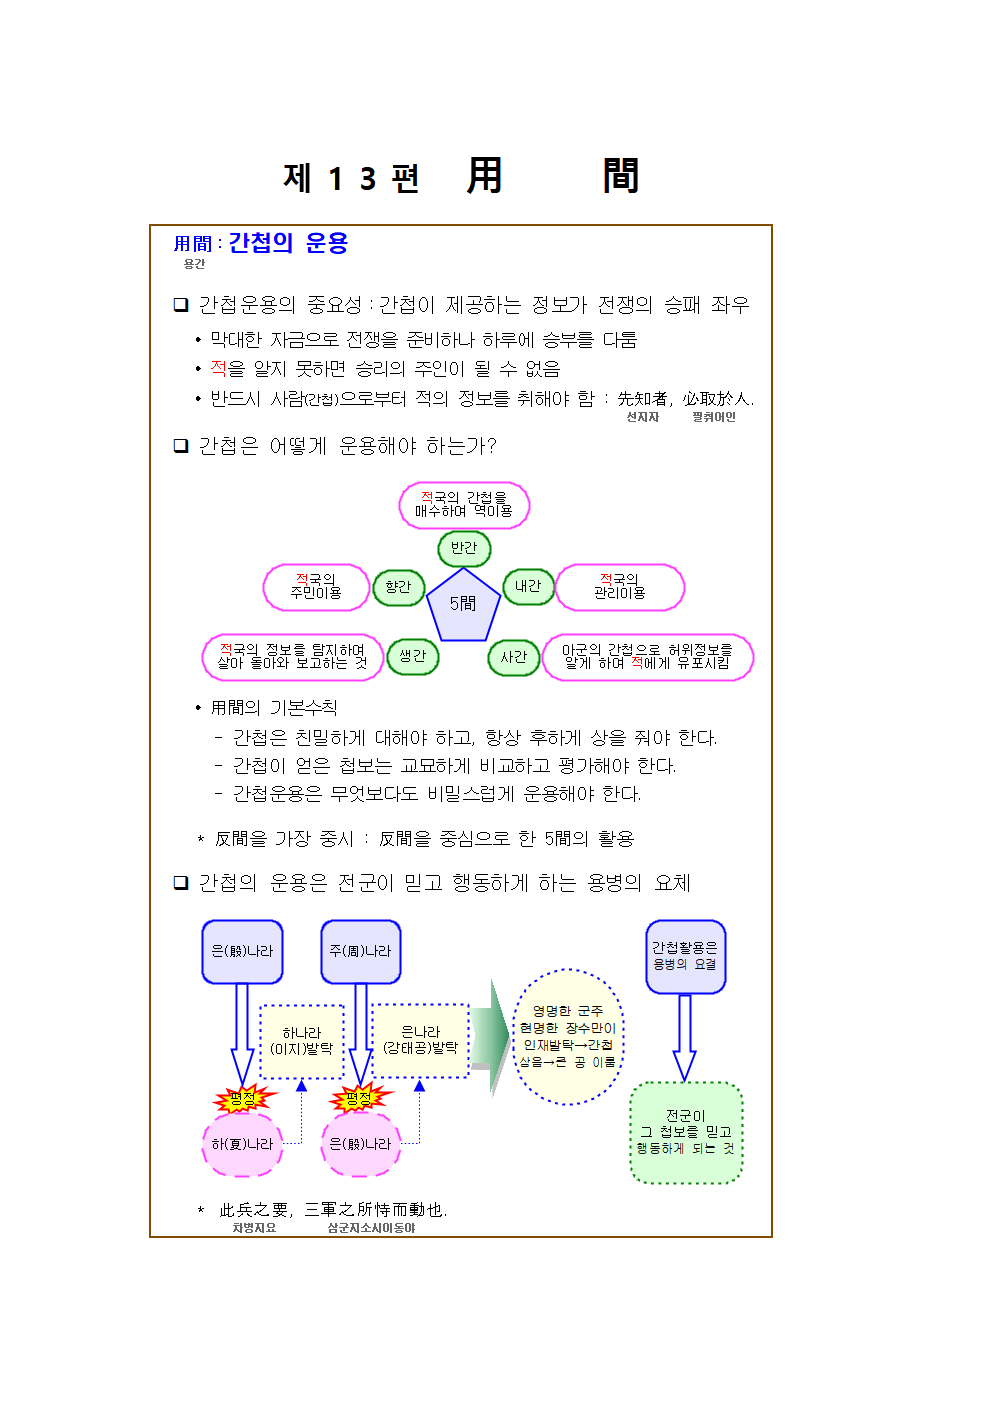 제 1 3 편 用 間
用間 : 간첩의 운용
용간
❑ 간첩운용의 중요성 : 간첩이 제공하는 정보가 전쟁의 승패 좌우
• 막대한 자금으로 전쟁을 준비하나 하루에 승부를 다툼
• 적을 알지 못하면 승리의 주인이 될 수 없음
• 반드시 사람(간첩)으로부터 적의 정보를 취해야 함 : 先知者, 必取於人.
선지자 필취어인
❑ 간첩은 어떻게 운용해야 하는가?
적국의 간첩을
매수하여 역이용
반간
적국의
주민이용
향간
5間
내간
적국의
관리이용
적국의 정보를 탐지하며
살아 돌아와 보고하는 것
생간
사간
아군의 간첩으로 허위정보를
알게 하며 적에게 유포시킴
• 用間의 기본수칙
- 간첩은 친밀하게 대해야 하고, 항상 후하게 상을 줘야 한다.
- 간첩이 얻은 첩보는 교묘하게 비교하고 평가해야 한다.
- 간첩운용은 무엇보다도 비밀스럽게 운용해야 한다.
* 反間을 가장 중시 : 反間을 중심으로 한 5間의 활용
❑ 간첩의 운용은 전군이 믿고 행동하게 하는 용병의 요체
은(殷)나라
주(周)나라
간첩활용은
용병의 요결
하나라
(이지)발탁
은나라
(강태공)발탁
영명한 군주
현명한 장수만이
인재발탁→간첩
삼음→큰 공 이룸
평정
평정
하(夏)나라
은(殷)나라
전군이
그 첩보를 믿고
행동하게 되는 것
* 此兵之要, 三軍之所恃而動也.
차병지요 삼군지소시이동야